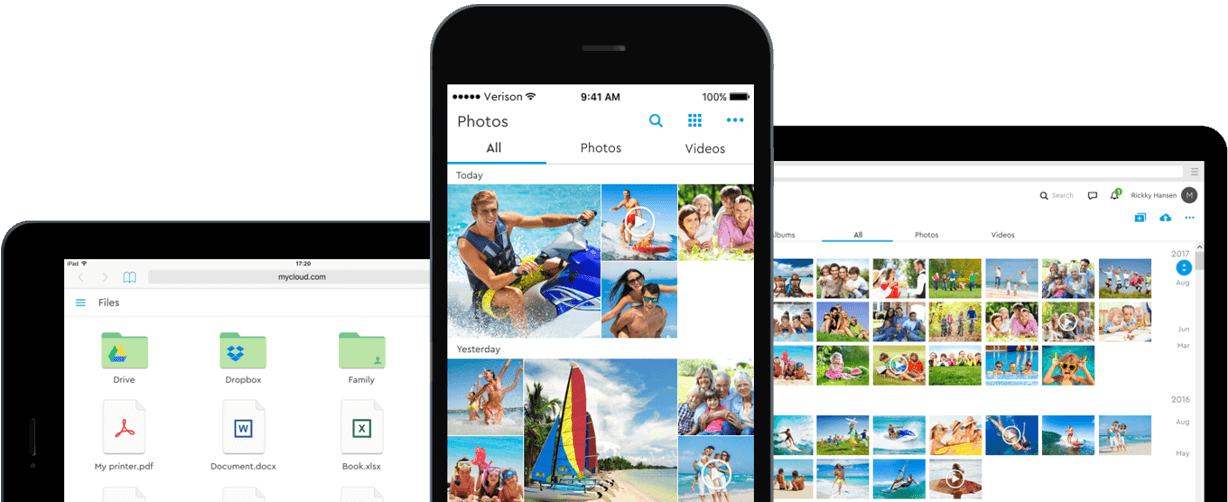 Verison
9:41 AM
100%
Photos
All
Photos
Videos
Today
Yesterday
iPad
17:20
mycloud.com
Files
Drive
Dropbox
Family
My printer.pdf
W
Document.docx
X
Book.xlsx
Search
1
Rickky Hansen
M
lbums
All
Photos
Videos
2017
Aug
Jun
Mar
2016
Aug
May